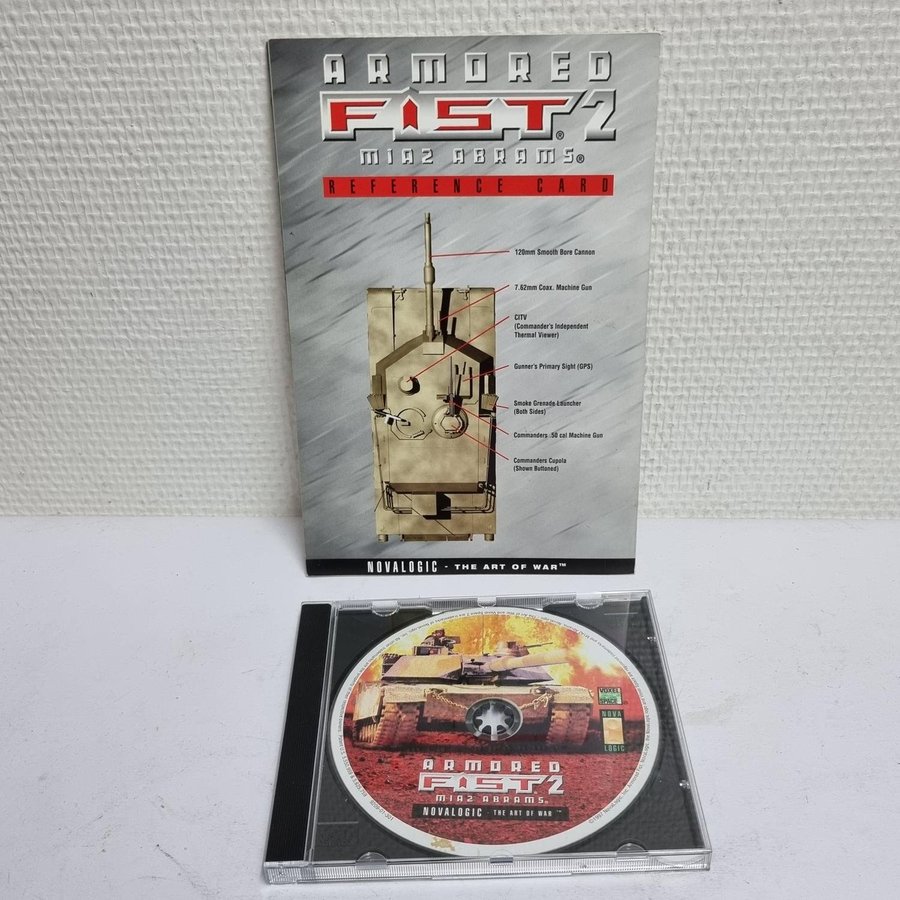 ARMORED
FIST® 2
M1A2 ABRAMS®
REFERENCE CARD
120mm Smooth Bore Cannon
7.62mm Coax. Machine Gun
CITV
(Commander's Independent
Thermal Viewer)
Gunner's Primary Sight (GPS)
Smoke Grenade Launcher
(Both Sides)
Commanders .50 cal Machine Gun
Commanders Cupola
(Shown Buttoned)
NOVALOGIC - THE ART OF WAR™
VOXEL
SPACE
NOVA
LOGIC
ARMORED
FIST 2
M1A2 ABRAMS®
NOVALOGIC - THE ART OF WAR™